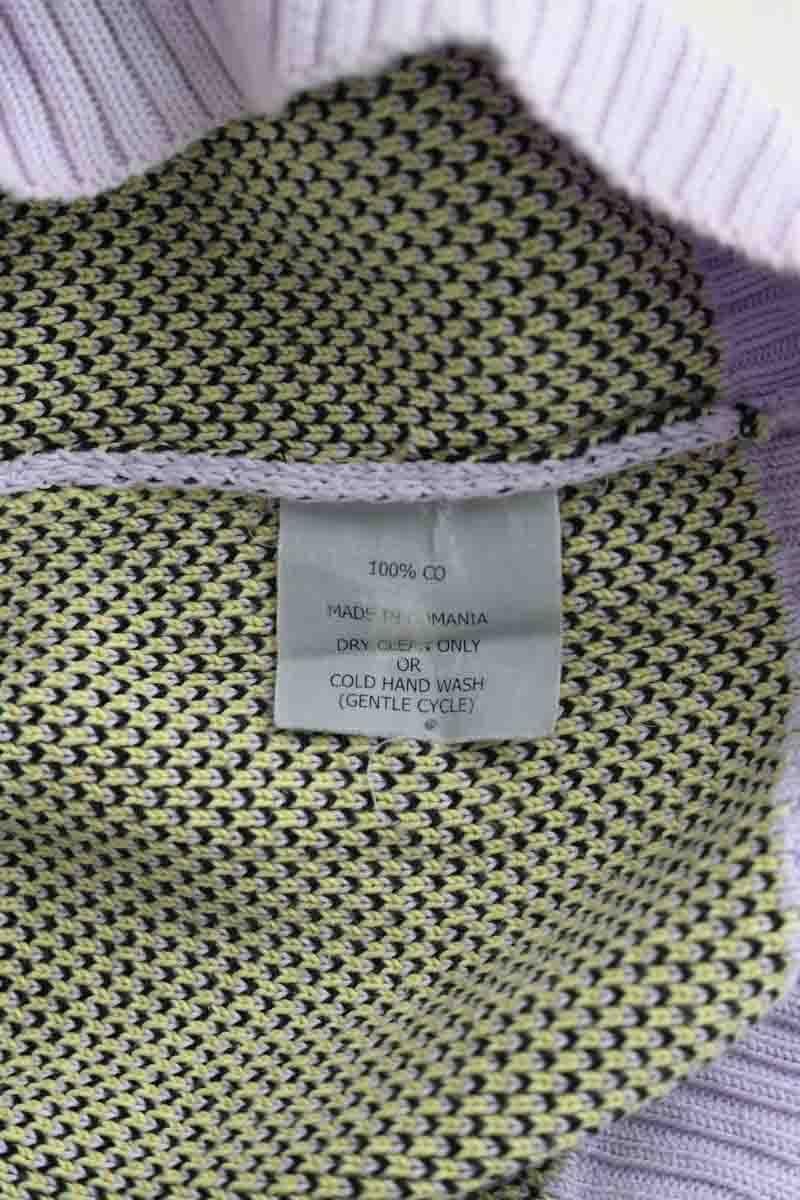 100% CO
MADE IN ROMANIA
DRY CLEAN ONLY
OR
COLD HAND WASH
(GENTLE CYCLE)